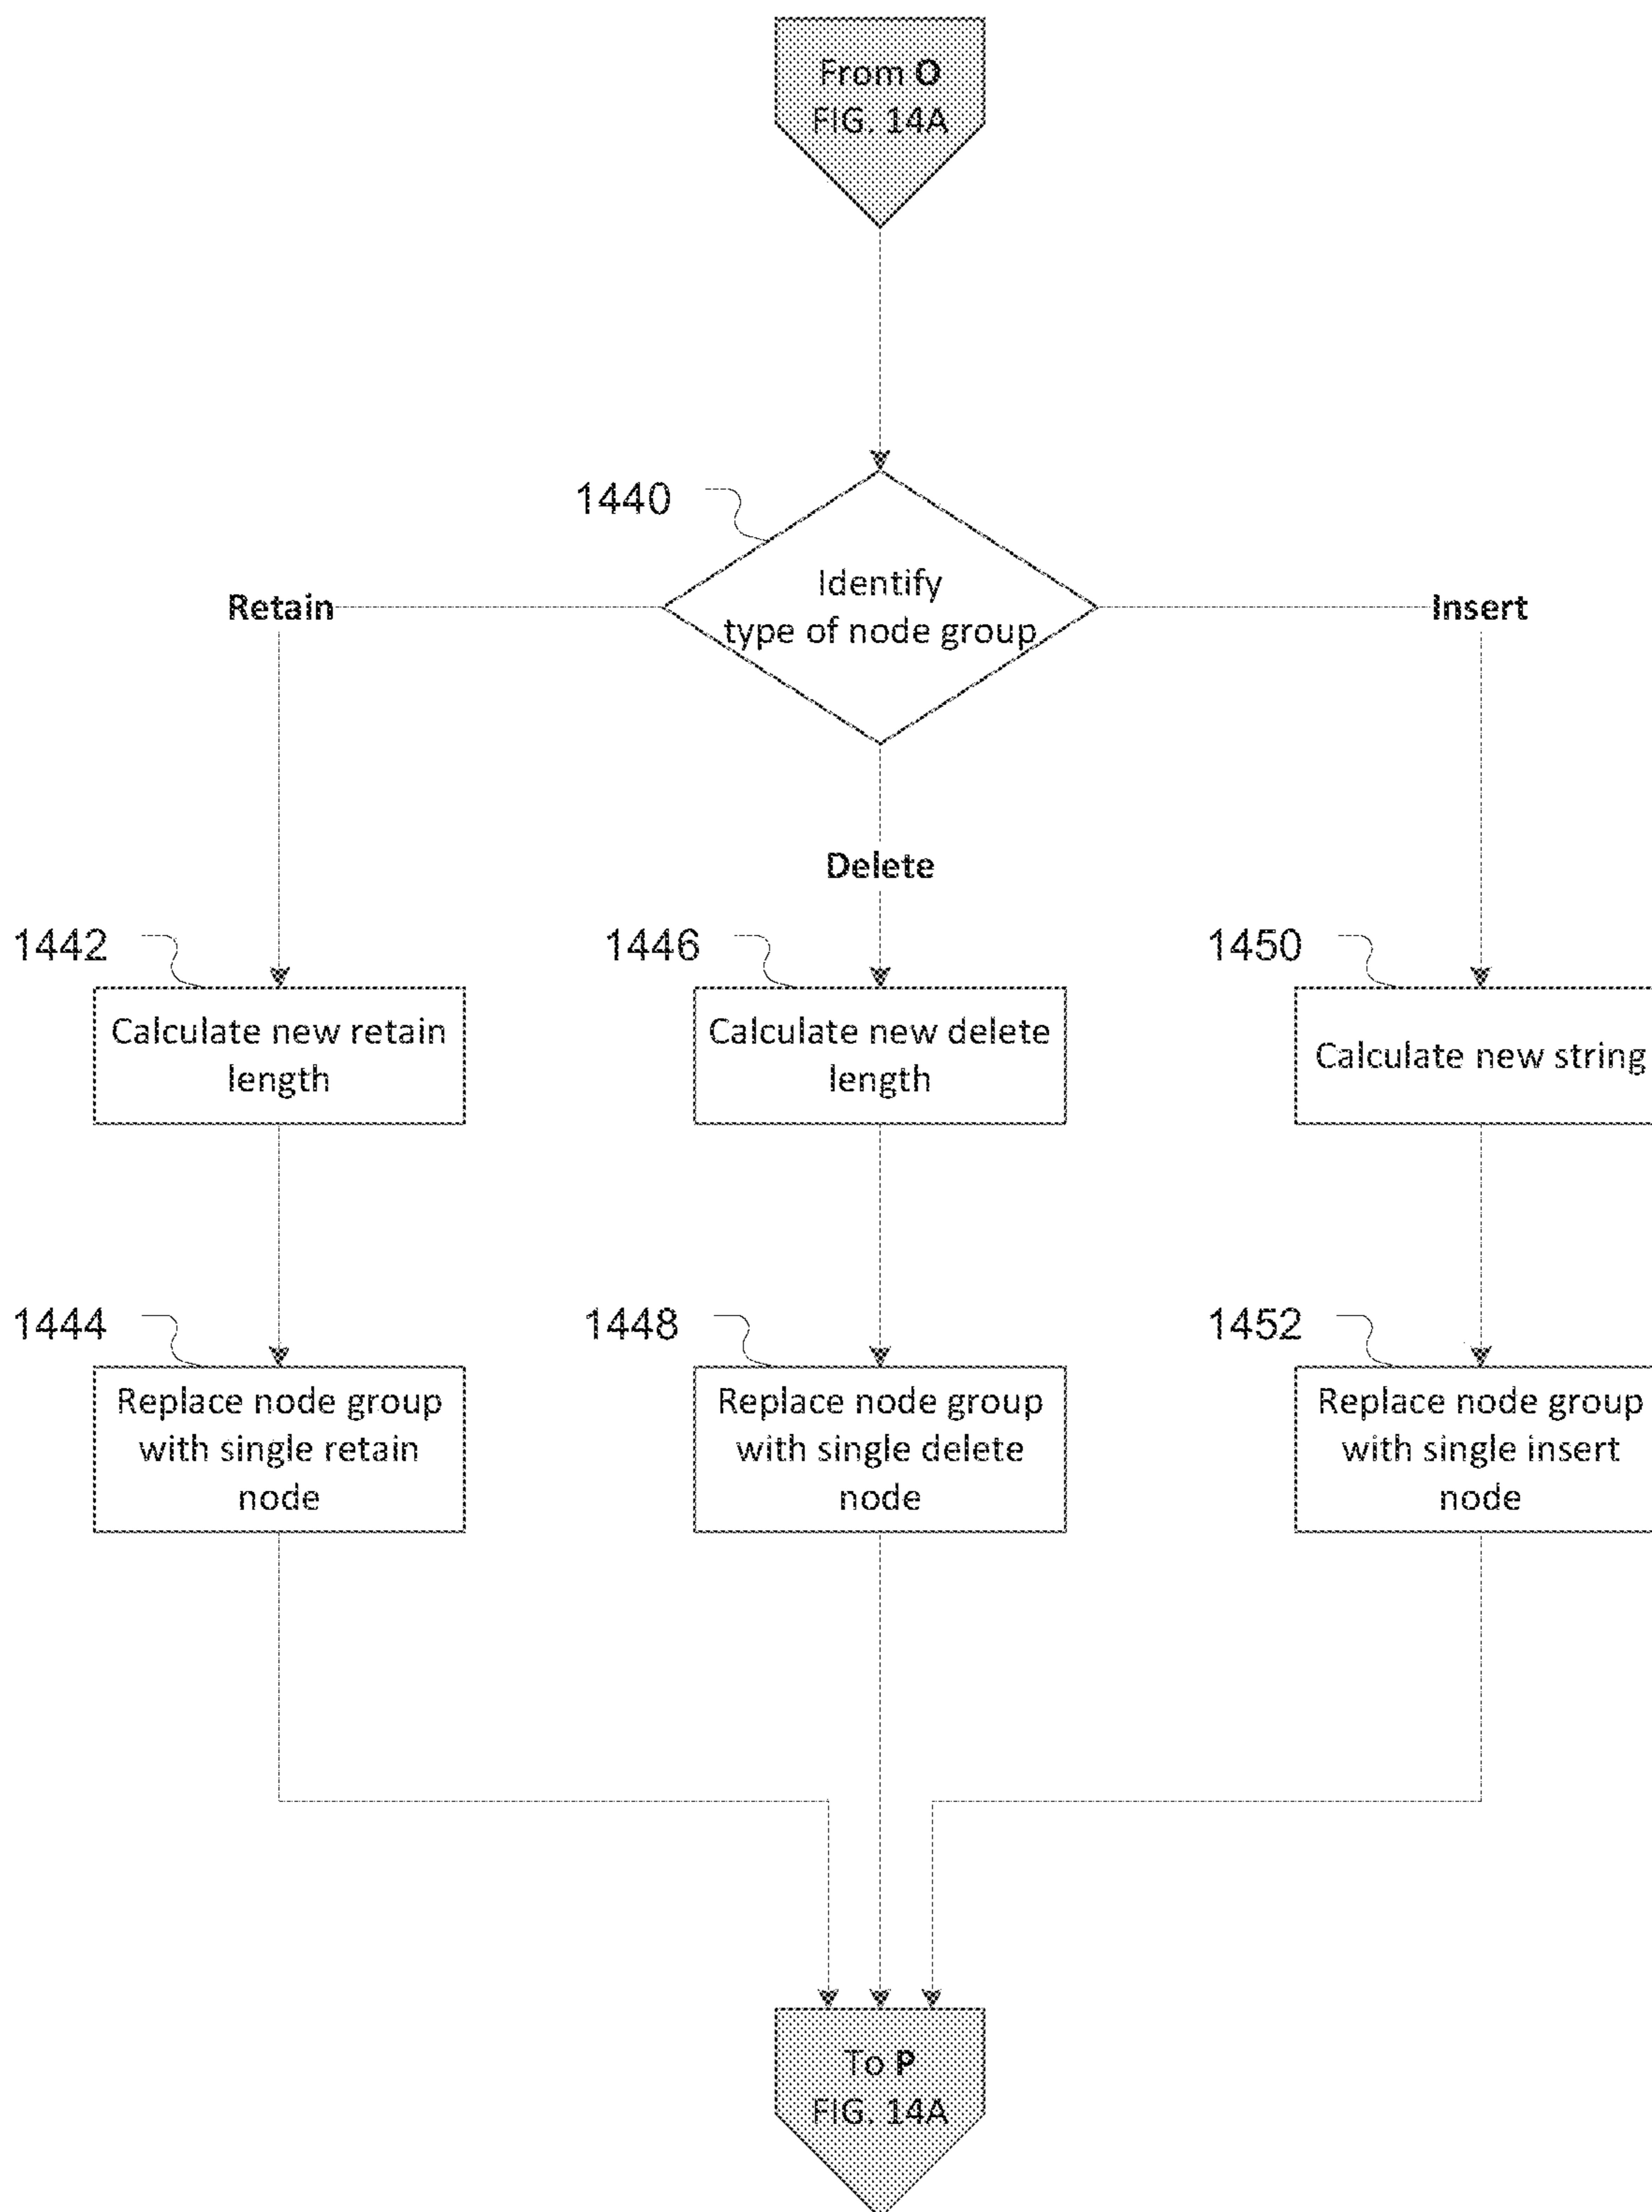 From O
FIG. 14A
1440
Identify
type of node group
Retain
Insert
Delete
1442
1446
1450
Calculate new retain
length
Calculate new delete
length
Calculate new string
1444
1448
1452
Replace node group
with single retain
node
Replace node group
with single delete
node
Replace node group
with single insert
node
To P
FIG. 14A